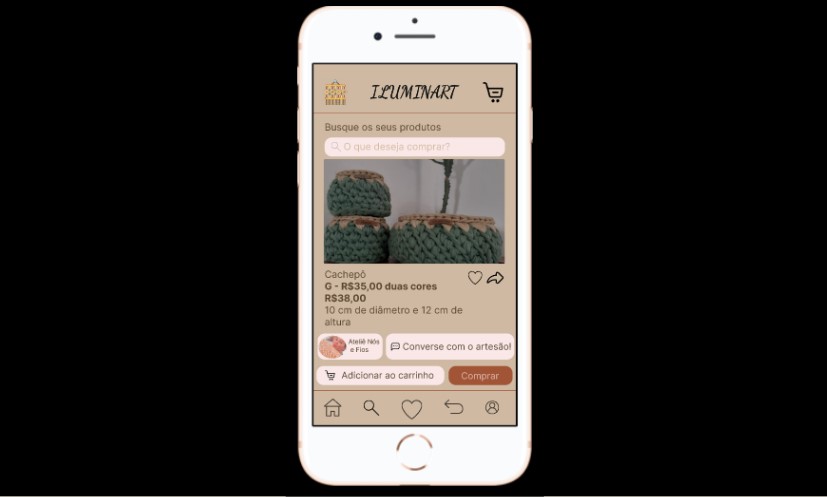 ILUMINART
Busque os seus produtos
O que deseja comprar?
Cachepô
G - R$35,00 duas cores
R$38,00
10 cm de diâmetro e 12 cm de
altura
Ateliê Nós
e Fios
Converse com o artesão!
Adicionar ao carrinho
Comprar